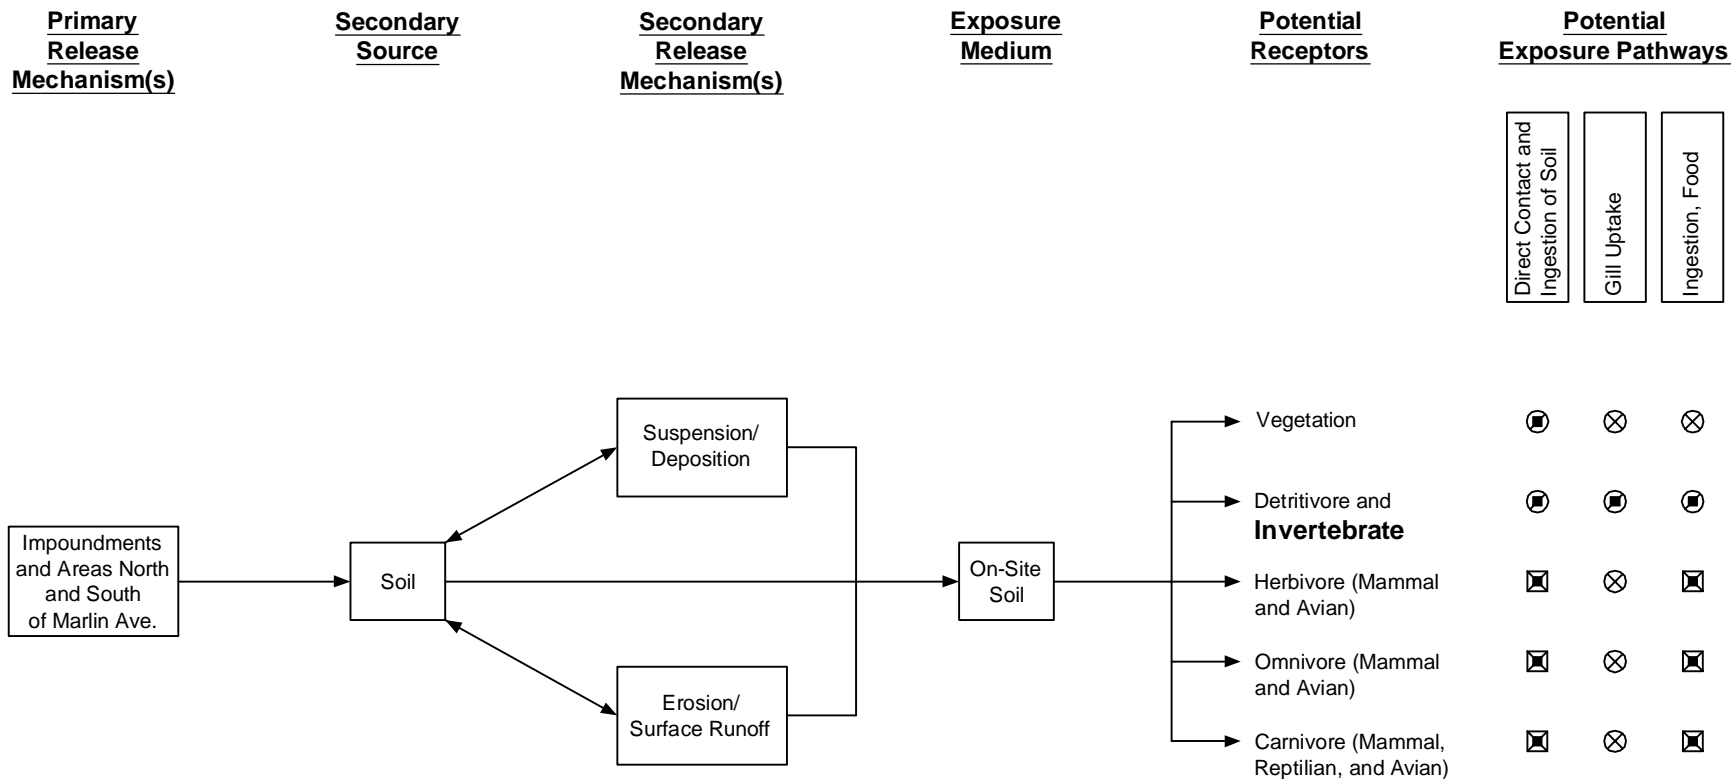 Primary
Release
Mechanism(s)
Secondary
Source
Secondary
Release
Mechanism(s)
Exposure
Medium
Potential
Receptors
Potential
Exposure Pathways
Direct Contact and
Ingestion of Soil
Gill Uptake
Ingestion, Food
Impoundments
and Areas North
and South
of Marlin Ave.
Soil
Suspension/
Deposition
Erosion/
Surface Runoff
On-Site
Soil
Vegetation
Detritivore and
Invertebrate
Herbivore (Mammal
and Avian)
Omnivore (Mammal
and Avian)
Carnivore (Mammal,
Reptilian, and Avian)